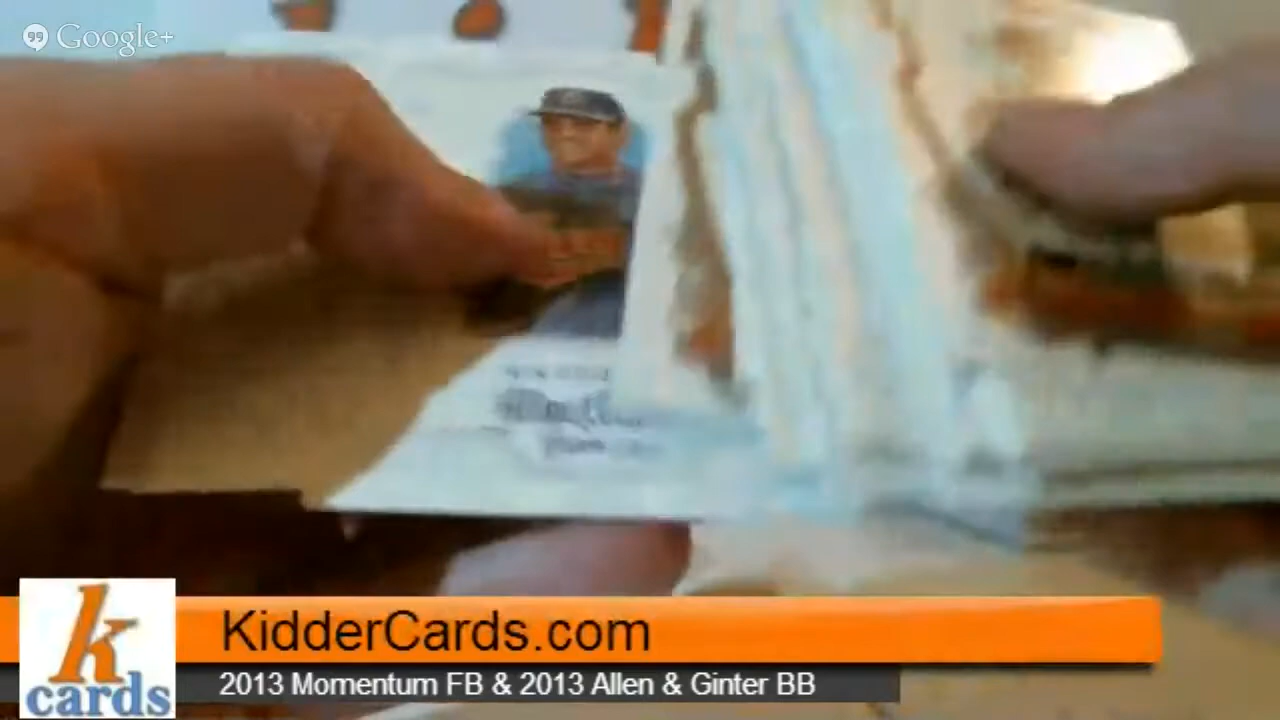 Google+
KidderCards.com
k
cards
2013 Momentum FB & 2013 Allen & Ginter BB